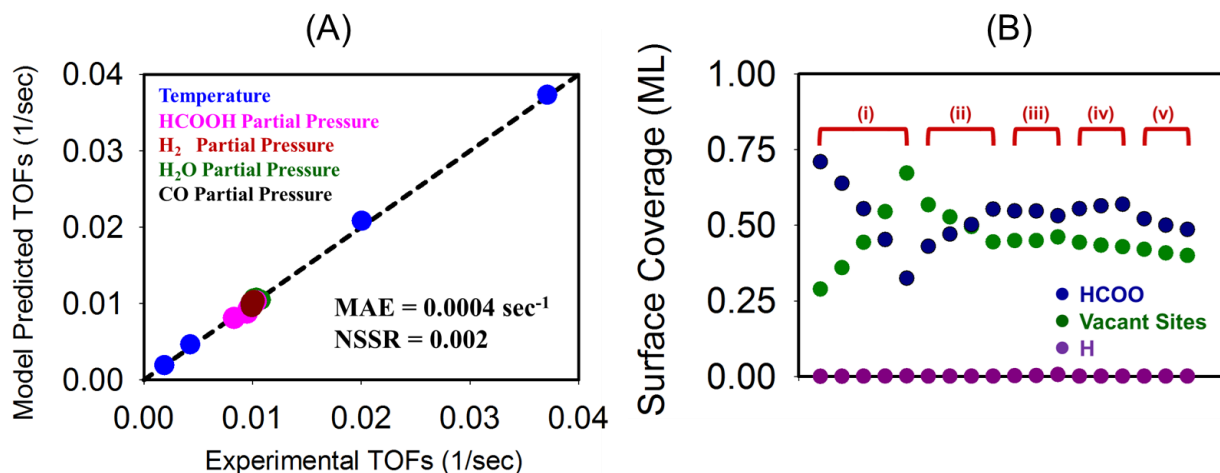 (A)
Model Predicted TOFs (1/sec)
0.04
0.03
0.02
0.01
0.00
Temperature
HCOOH Partial Pressure
H₂ Partial Pressure
H₂O Partial Pressure
CO Partial Pressure
MAE = 0.0004 sec⁻¹
NSSR = 0.002
0.00 0.01 0.02 0.03 0.04
Experimental TOFs (1/sec)
(B)
Surface Coverage (ML)
1.00
0.75
0.50
0.25
0.00
(i) (ii) (iii) (iv) (v)
HCOO
Vacant Sites
H